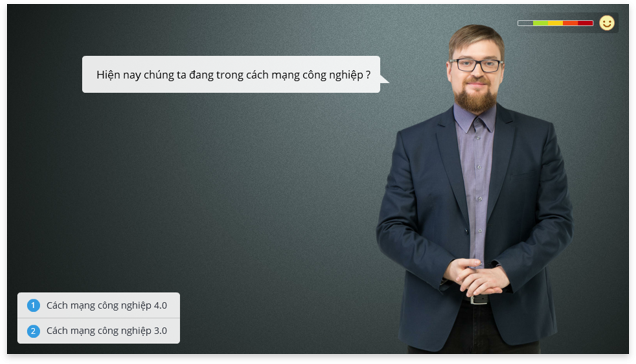 Hiện nay chúng ta đang trong cách mạng công nghiệp ?
1 Cách mạng công nghiệp 4.0
2 Cách mạng công nghiệp 3.0